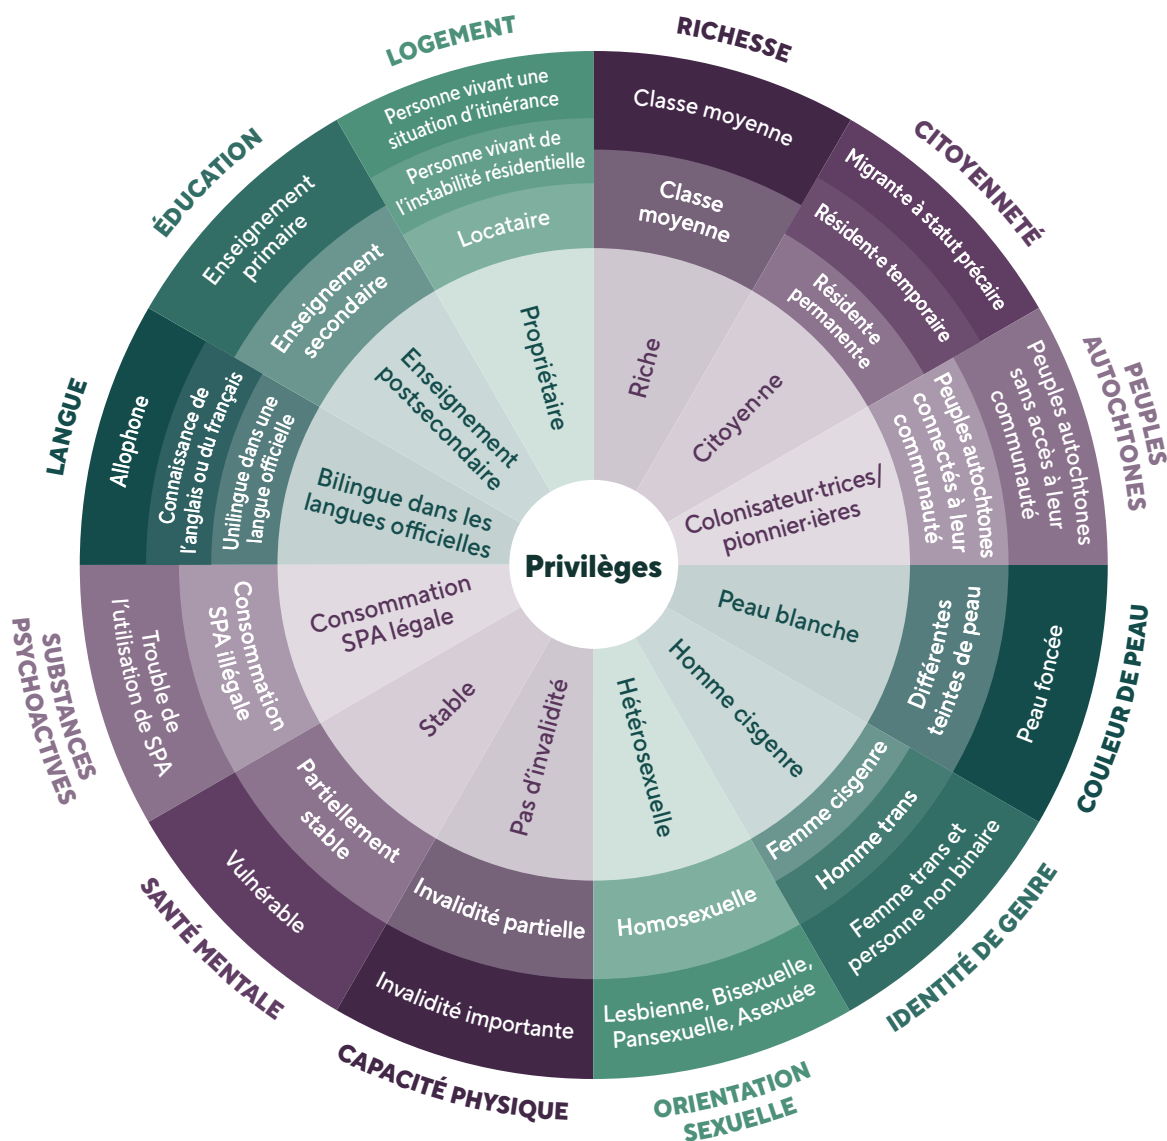 Privilèges
RICHESSE
Classe moyenne
Classe
moyenne
Riche
CITOYENNETÉ
Migrant·e à statut précaire
Résident·e temporaire
Résident·e
permanent·e
Citoyen·ne
PEUPLES
AUTOCHTONES
Peuples autochtones
sans accès à leur
communauté
Peuples autochtones
connectés à leur
communauté
Colonisateur·trices/
pionnier·ières
COULEUR DE PEAU
Peau foncée
Différentes
teintes de peau
Peau blanche
IDENTITÉ DE GENRE
Femme trans et
personne non binaire
Homme trans
Femme cisgenre
Homme cisgenre
ORIENTATION
SEXUELLE
Lesbienne, Bisexuelle,
Pansexuelle, Asexuée
Homosexuelle
Hétérosexuelle
CAPACITÉ PHYSIQUE
Invalidité importante
Invalidité partielle
Pas d’invalidité
SANTÉ MENTALE
Vulnérable
Partiellement
stable
Stable
SUBSTANCES
PSYCHOACTIVES
Trouble de
l’utilisation de SPA
Consommation
SPA illégale
Consommation
SPA légale
LANGUE
Allophone
Connaissance de
l’anglais ou du français
Unilingue dans une
langue officielle
Bilingue dans les
langues officielles
ÉDUCATION
Enseignement
primaire
Enseignement
secondaire
Enseignement
postsecondaire
LOGEMENT
Personne vivant une
situation d’itinérance
Personne vivant de
l’instabilité résidentielle
Locataire
Propriétaire